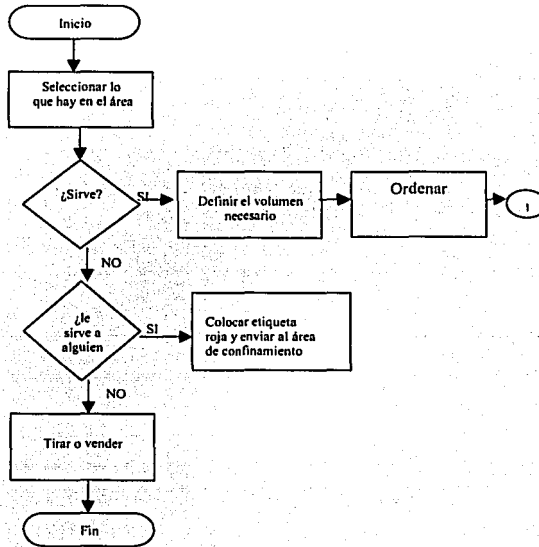 Inicio
Seleccionar lo
que hay en el área
¿Sirve?
SI
Definir el volumen
necesario
Ordenar
1
NO
¿le
sirve a
alguien
SI
Colocar etiqueta
roja y enviar al área
de confinamiento
NO
Tirar o vender
Fin